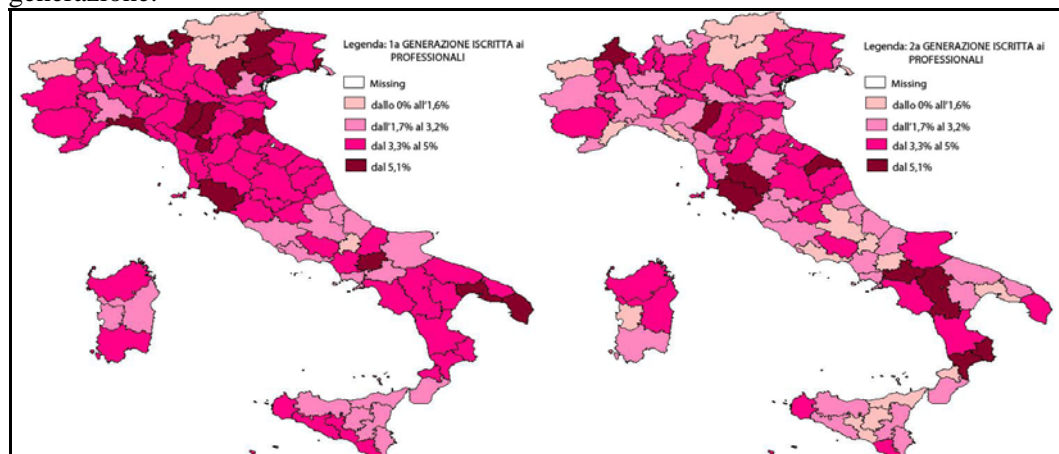 generazione.
Legenda: 1a GENERAZIONE ISCRITTA ai
PROFESSIONALI
Missing
dallo 0% all'1,6%
dall'1,7% al 3,2%
dal 3,3% al 5%
dal 5,1%
Legenda: 2a GENERAZIONE ISCRITTA ai
PROFESSIONALI
Missing
dallo 0% all'1,6%
dall'1,7% al 3,2%
dal 3,3% al 5%
dal 5,1%